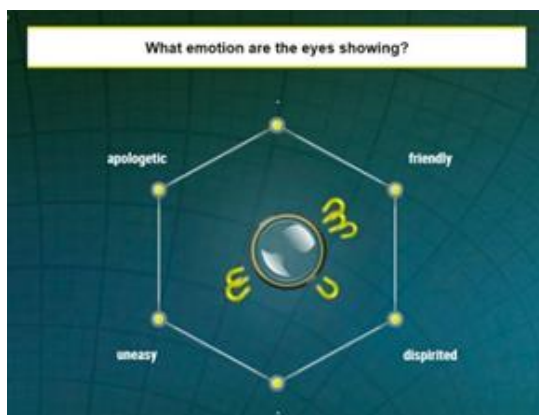 What emotion are the eyes showing?
apologetic
friendly
uneasy
dispirited